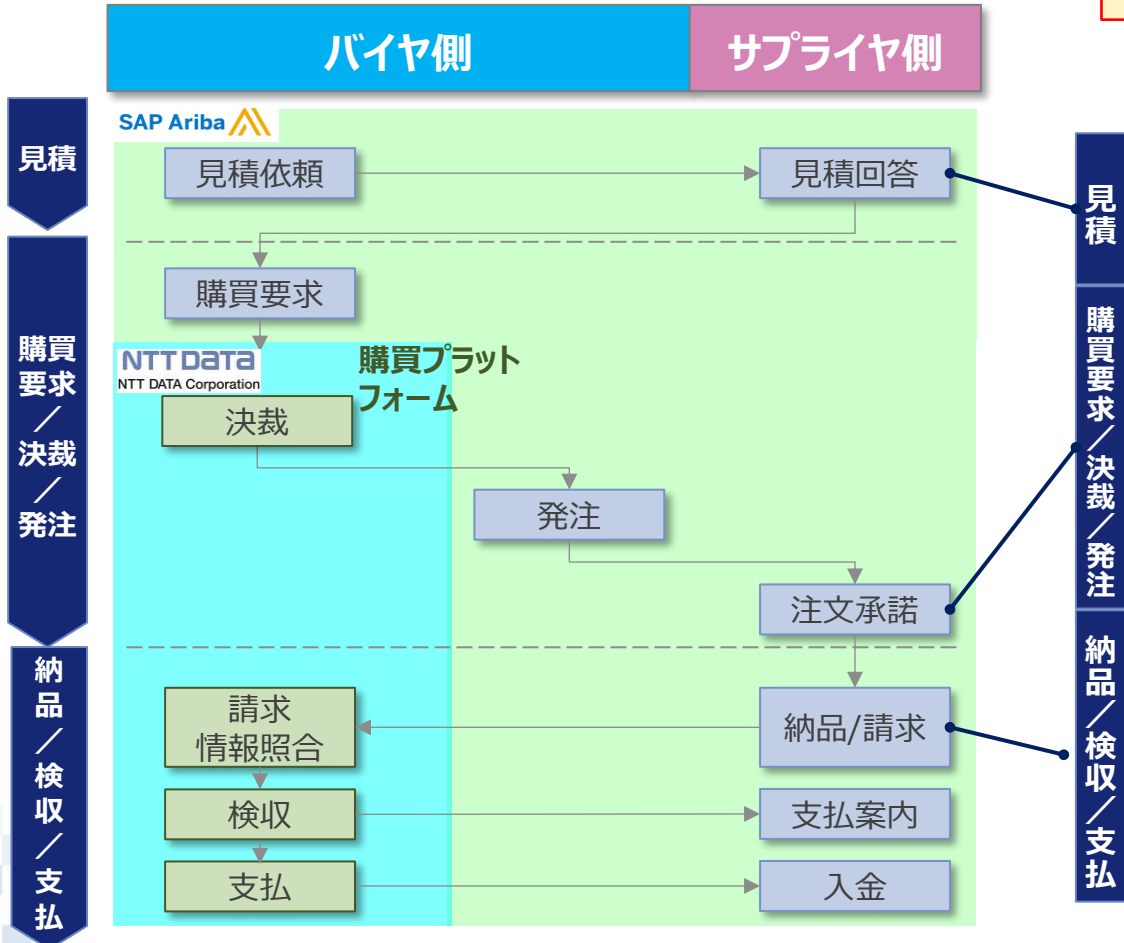 バイヤ側
サプライヤ側
SAP Ariba
見積
見積依頼
見積回答
見積
購買要求
購買
要求
／
決裁
／
発注
NTT DATA
NTT DATA Corporation
購買プラット
フォーム
決裁
発注
注文承諾
購買要求／決裁／発注
納品／検収／支払
請求
情報照合
納品/請求
検収
支払案内
支払
入金
納品／検収／支払